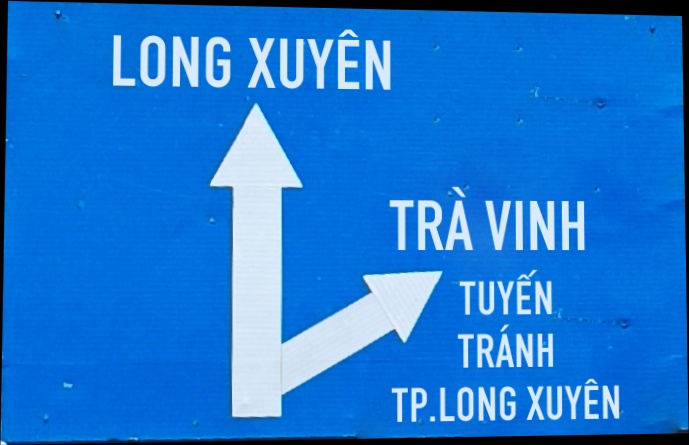 LONG XUYÊN
TRÀ VINH
TUYẾN
TRÁNH
TP.LONG XUYÊN